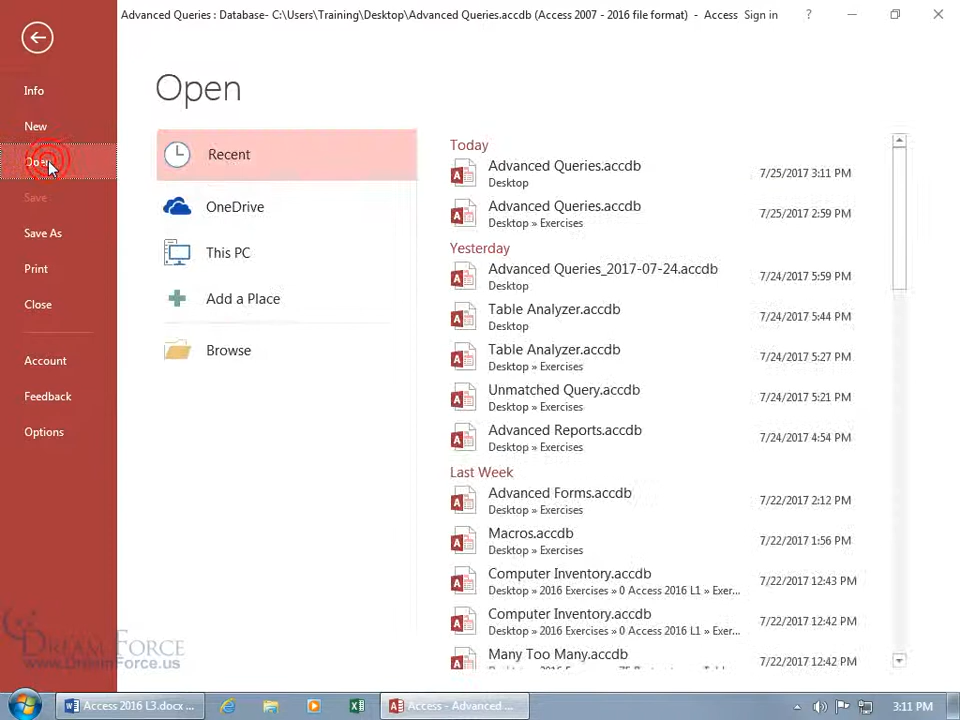 Advanced Queries : Database- C:\Users\Training\Desktop\Advanced Queries.accdb (Access 2007 - 2016 file format) - Access Sign in ?
Info
New
Open
Save
Save As
Print
Close
Account
Feedback
Options
Open
Recent
OneDrive
This PC
Add a Place
Browse
Today
Advanced Queries.accdb 7/25/2017 3:11 PM
Desktop
Advanced Queries.accdb 7/25/2017 2:59 PM
Desktop » Exercises
Yesterday
Advanced Queries_2017-07-24.accdb 7/24/2017 5:59 PM
Desktop
Table Analyzer.accdb 7/24/2017 5:44 PM
Desktop
Table Analyzer.accdb 7/24/2017 5:27 PM
Desktop » Exercises
Unmatched Query.accdb 7/24/2017 5:21 PM
Desktop » Exercises
Advanced Reports.accdb 7/24/2017 4:54 PM
Desktop » Exercises
Last Week
Advanced Forms.accdb 7/22/2017 2:12 PM
Desktop » Exercises
Macros.accdb 7/22/2017 1:56 PM
Desktop » Exercises
Computer Inventory.accdb 7/22/2017 12:43 PM
Desktop » 2016 Exercises » 0 Access 2016 L1 » Exer...
Computer Inventory.accdb 7/22/2017 12:42 PM
Desktop » 2016 Exercises » 0 Access 2016 L1 » Exer...
Many Too Many.accdb 7/22/2017 12:42 PM
DREAM FORCE
www.DreamForce.us
Access 2016 L3.docx ...
Access - Advanced ...
3:11 PM